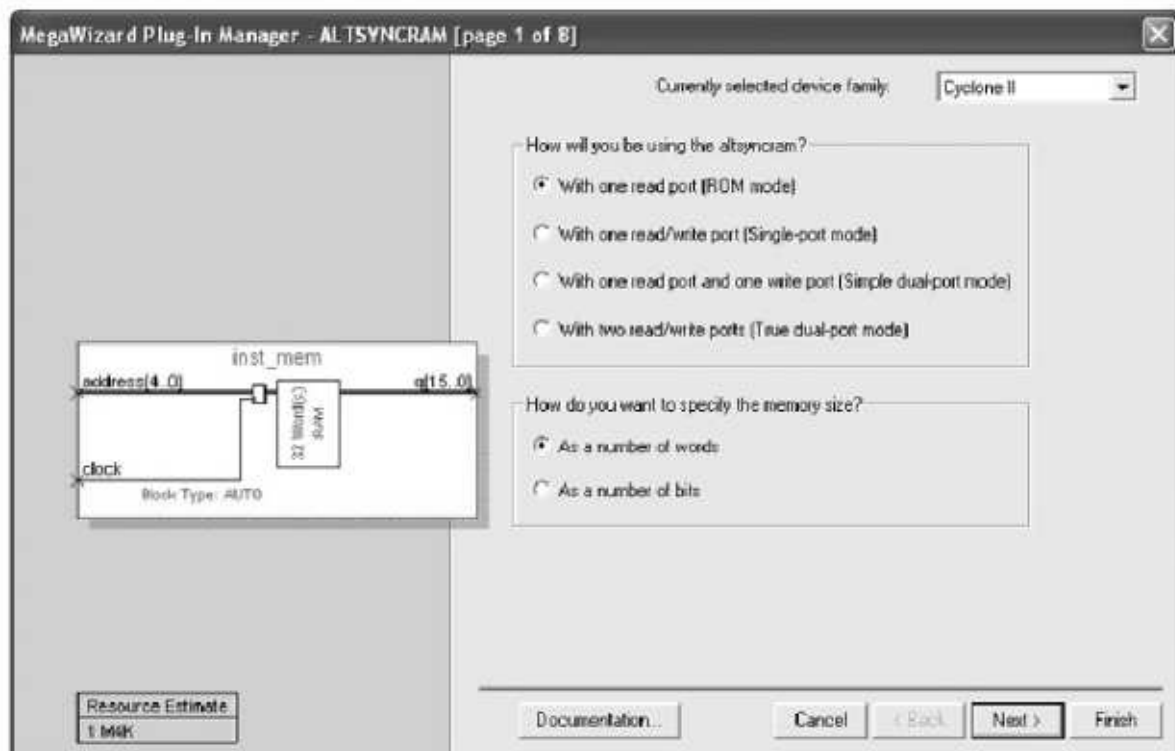 MegaWizard Plug-In Manager - ALTSYNCRAM [page 1 of 8]
Currently selected device family:
Cyclone II
How will you be using the altsyncram?
With one read port (ROM mode)
With one read/write port (Single-port mode)
With one read port and one write port (Simple dual-port mode)
With two read/write ports (True dual-port mode)
How do you want to specify the memory size?
As a number of words
As a number of bits
inst_mem
address[4..0]
q[15..0]
32 Word(s)
RAM
clock
Block Type: AUTO
Resource Estimate
1 M4K
Documentation...
Cancel
< Back
Next >
Finish